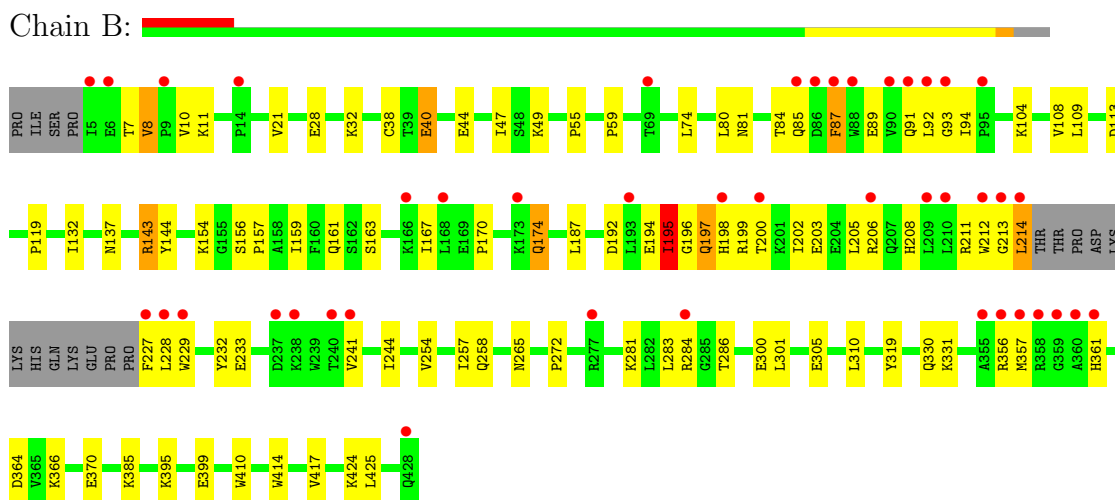 Chain B:
PRO ILE SER PRO I5 E6 T7 V8 P9 V10 K11 P14 V21 E28 K32 C38 T39 E40 E44 I47 S48 K49 P55 P59 T69 L74 L80 N81 T84 Q85 D86 F87 W88 E89 V90 Q91 L92 G93 I94 P95 K104 V108 L109 D113
P119 I132 N137 R143 Y144 K154 G155 S156 P157 A158 I159 F160 Q161 S162 S163 K166 I167 L168 E169 P170 K173 Q174 L187 D192 L193 E194 I195 G196 Q197 H198 R199 T200 K201 I202 E203 E204 L205 R206 Q207 H208 L209 L210 R211 W212 G213 L214 THR THR PRO ASP LYS
LYS HIS GLN LYS GLU PRO PRO F227 L228 W229 Y232 E233 D237 K238 W239 T240 V241 I244 V254 I257 Q258 N265 P272 R277 K281 L282 L283 R284 G285 T286 E300 L301 E305 L310 Y319 Q330 K331 A355 R356 M357 R358 G359 A360 H361
D364 V365 K366 E370 K385 K395 E399 W410 W414 V417 K424 L425 Q428